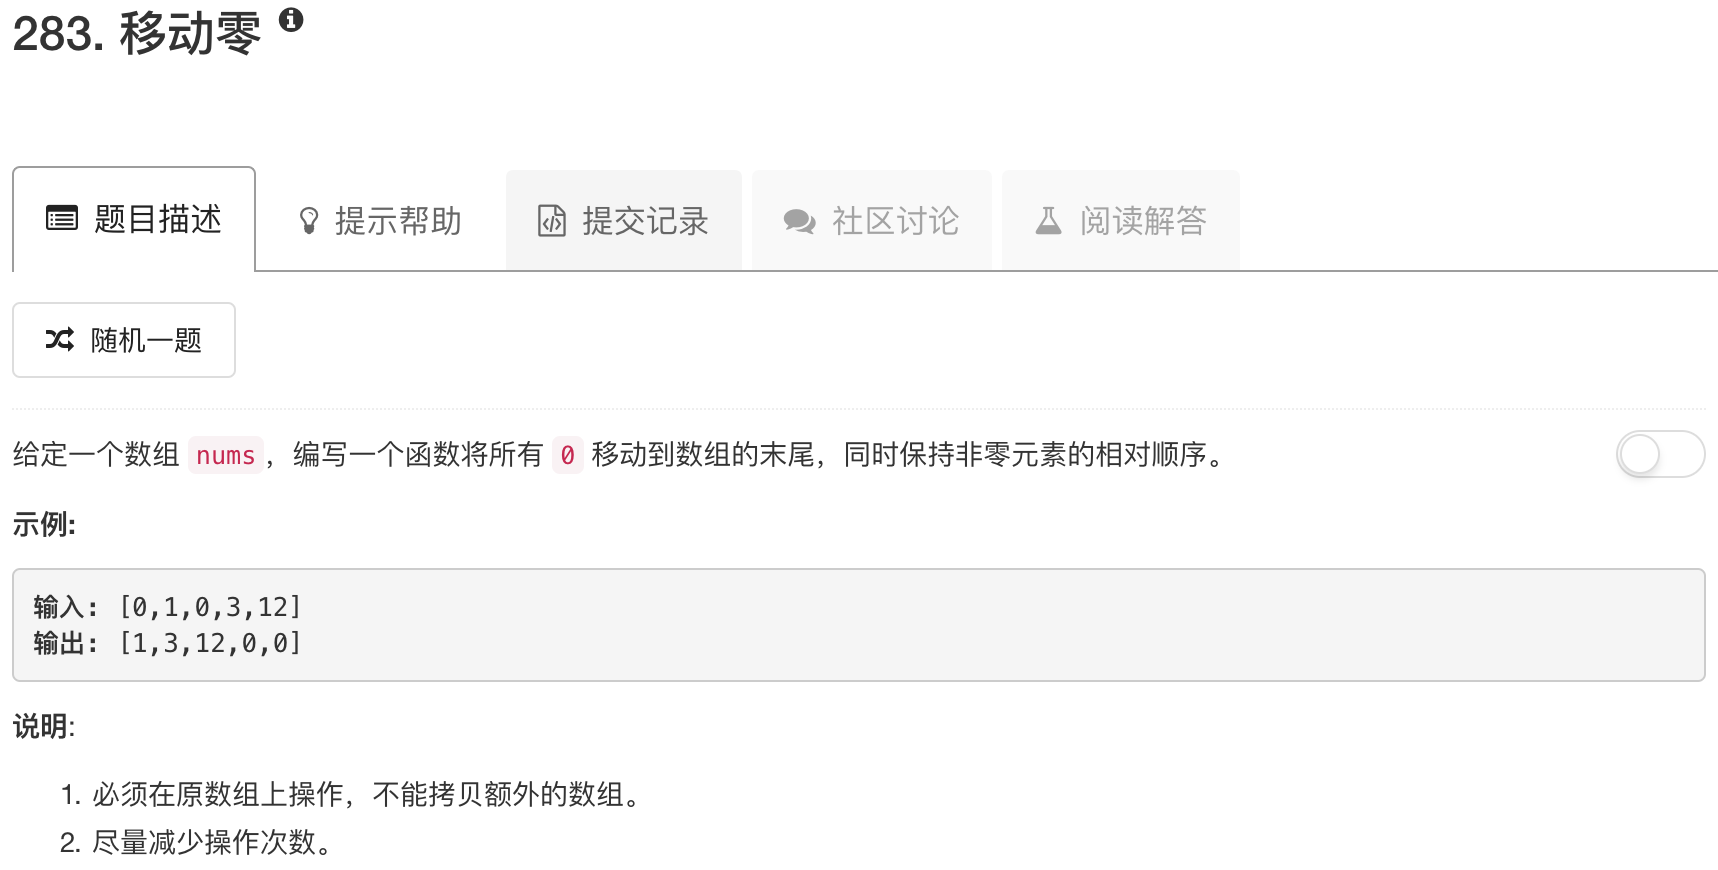 283. 移动零
题目描述 提示帮助 提交记录 社区讨论 阅读解答
随机一题
给定一个数组 nums，编写一个函数将所有 0 移动到数组的末尾，同时保持非零元素的相对顺序。
示例:
输入: [0,1,0,3,12]
输出: [1,3,12,0,0]
说明:
1. 必须在原数组上操作，不能拷贝额外的数组。
2. 尽量减少操作次数。